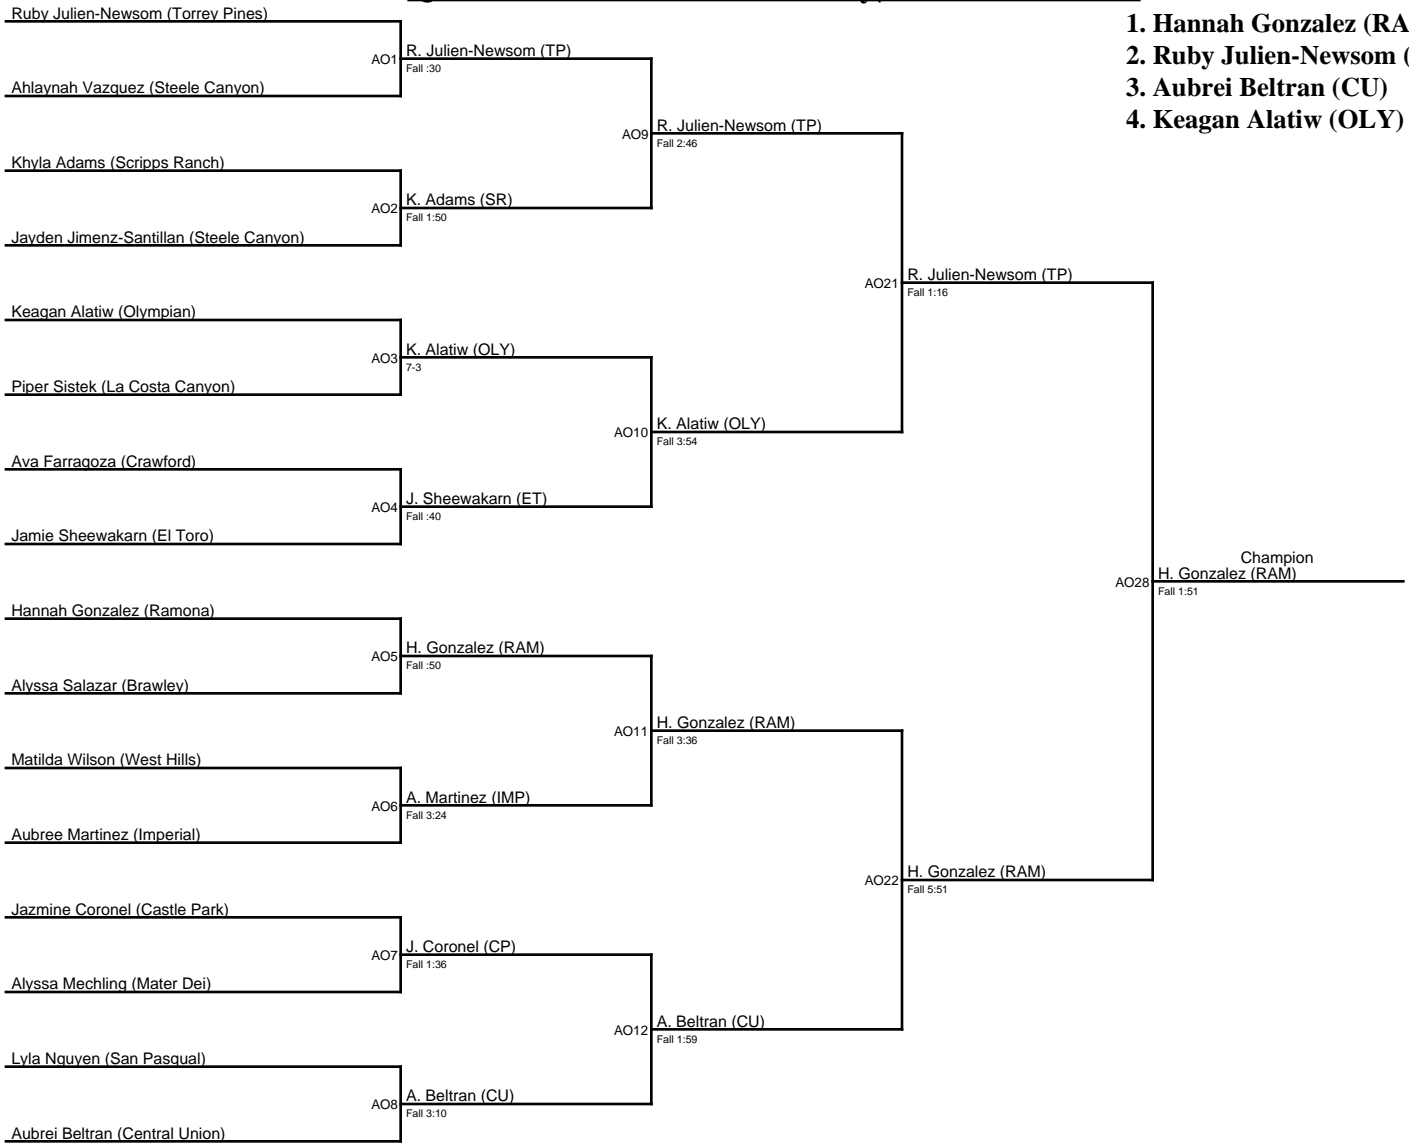 1. Hannah Gonzalez (RA
2. Ruby Julien-Newsom (
3. Aubrei Beltran (CU)
4. Keagan Alatiw (OLY)
Ruby Julien-Newsom (Torrey Pines)
AO1 R. Julien-Newsom (TP)
Fall :30
Ahlaynah Vazquez (Steele Canyon)
AO9 R. Julien-Newsom (TP)
Fall 2:46
Khyla Adams (Scripps Ranch)
AO2 K. Adams (SR)
Fall 1:50
Jayden Jimenz-Santillan (Steele Canyon)
AO21 R. Julien-Newsom (TP)
Fall 1:16
Keagan Alatiw (Olympian)
AO3 K. Alatiw (OLY)
7-3
Piper Sistek (La Costa Canyon)
AO10 K. Alatiw (OLY)
Fall 3:54
Ava Farragoza (Crawford)
AO4 J. Sheewakarn (ET)
Fall :40
Jamie Sheewakarn (El Toro)
Champion
AO28 H. Gonzalez (RAM)
Fall 1:51
Hannah Gonzalez (Ramona)
AO5 H. Gonzalez (RAM)
Fall :50
Alyssa Salazar (Brawley)
AO11 H. Gonzalez (RAM)
Fall 3:36
Matilda Wilson (West Hills)
AO6 A. Martinez (IMP)
Fall 3:24
Aubree Martinez (Imperial)
AO22 H. Gonzalez (RAM)
Fall 5:51
Jazmine Coronel (Castle Park)
AO7 J. Coronel (CP)
Fall 1:36
Alyssa Mechling (Mater Dei)
AO12 A. Beltran (CU)
Fall 1:59
Lyla Nguyen (San Pasqual)
AO8 A. Beltran (CU)
Fall 3:10
Aubrei Beltran (Central Union)